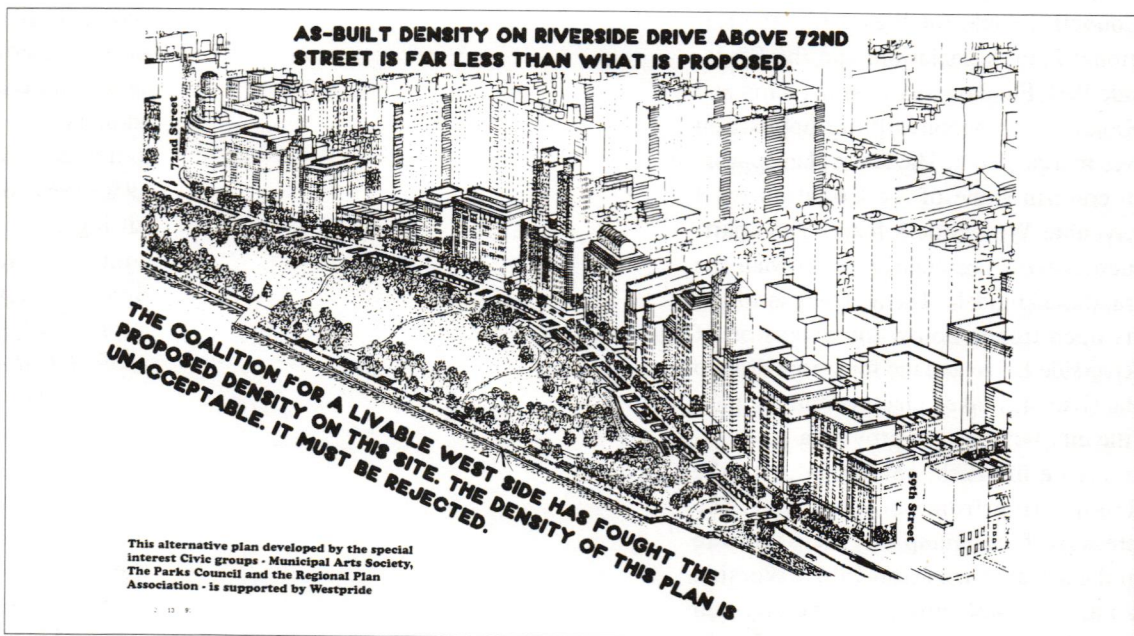 AS-BUILT DENSITY ON RIVERSIDE DRIVE ABOVE 72ND
STREET IS FAR LESS THAN WHAT IS PROPOSED.
72nd Street
THE COALITION FOR A LIVABLE WEST SIDE HAS FOUGHT THE
PROPOSED DENSITY ON THIS SITE. THE DENSITY OF THIS PLAN IS
UNACCEPTABLE. IT MUST BE REJECTED.
59th Street
This alternative plan developed by the special
interest Civic groups - Municipal Arts Society,
The Parks Council and the Regional Plan
Association - is supported by Westpride